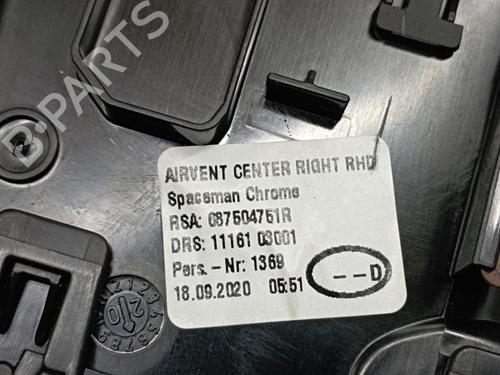 B-PARTS
AIRVENT CENTER RIGHT RHD
Spaceman Chrome
RSA: 687504751R
DRS: 11161 03001
Pers. - Nr: 1369
18.09.2020 05:51
--D